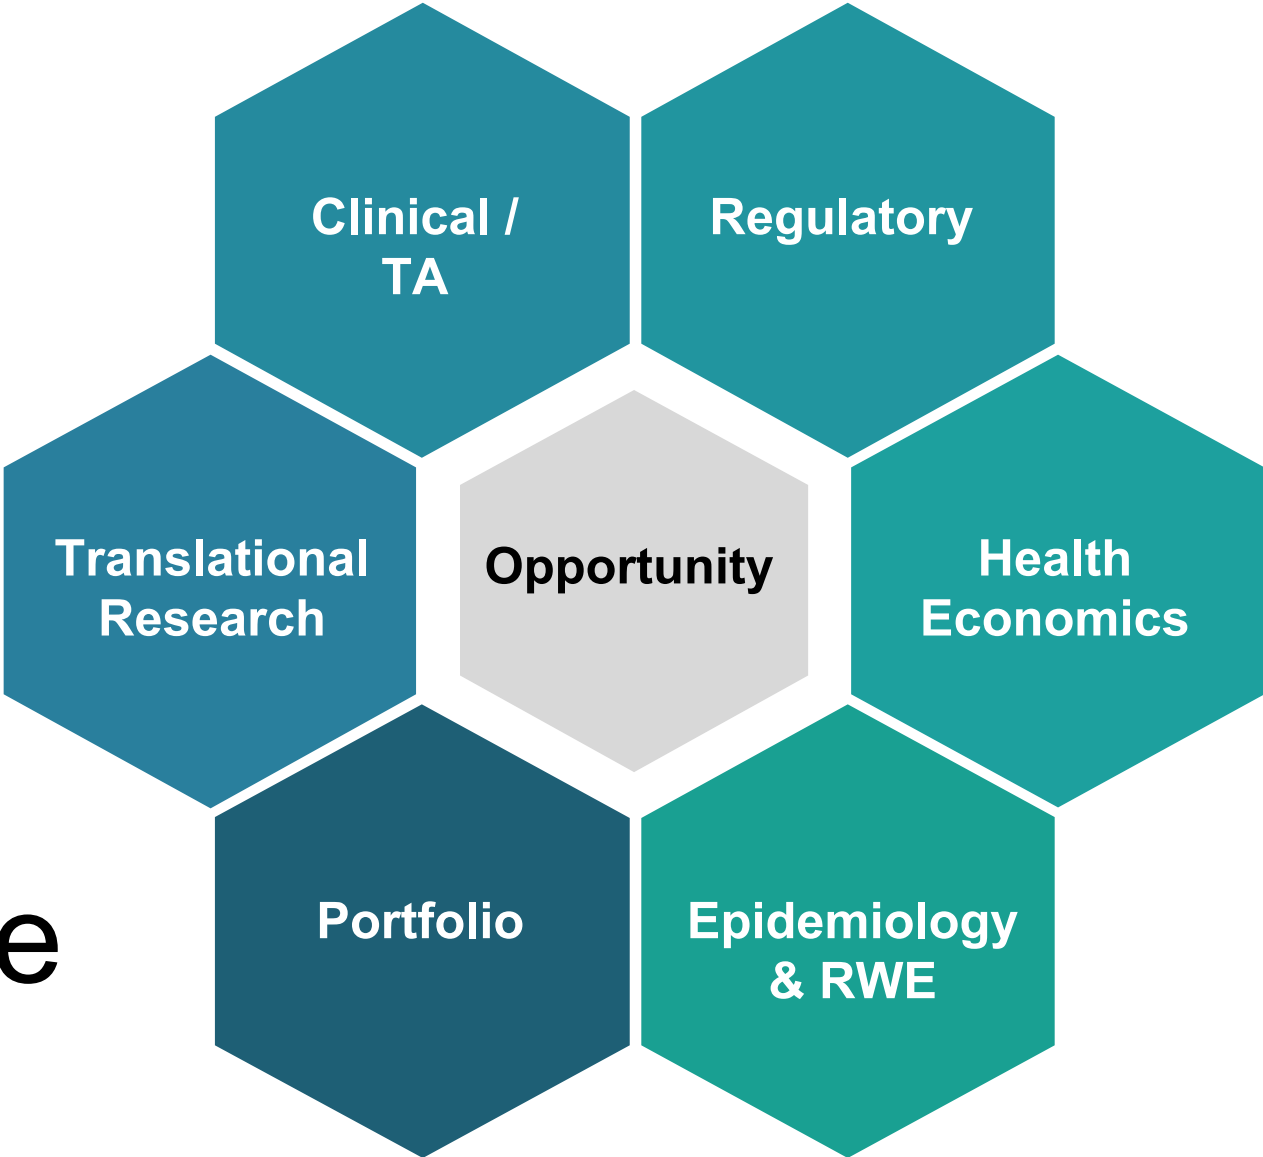 Clinical /
TA
Regulatory
Translational
Research
Opportunity
Health
Economics
Portfolio
Epidemiology
& RWE
e